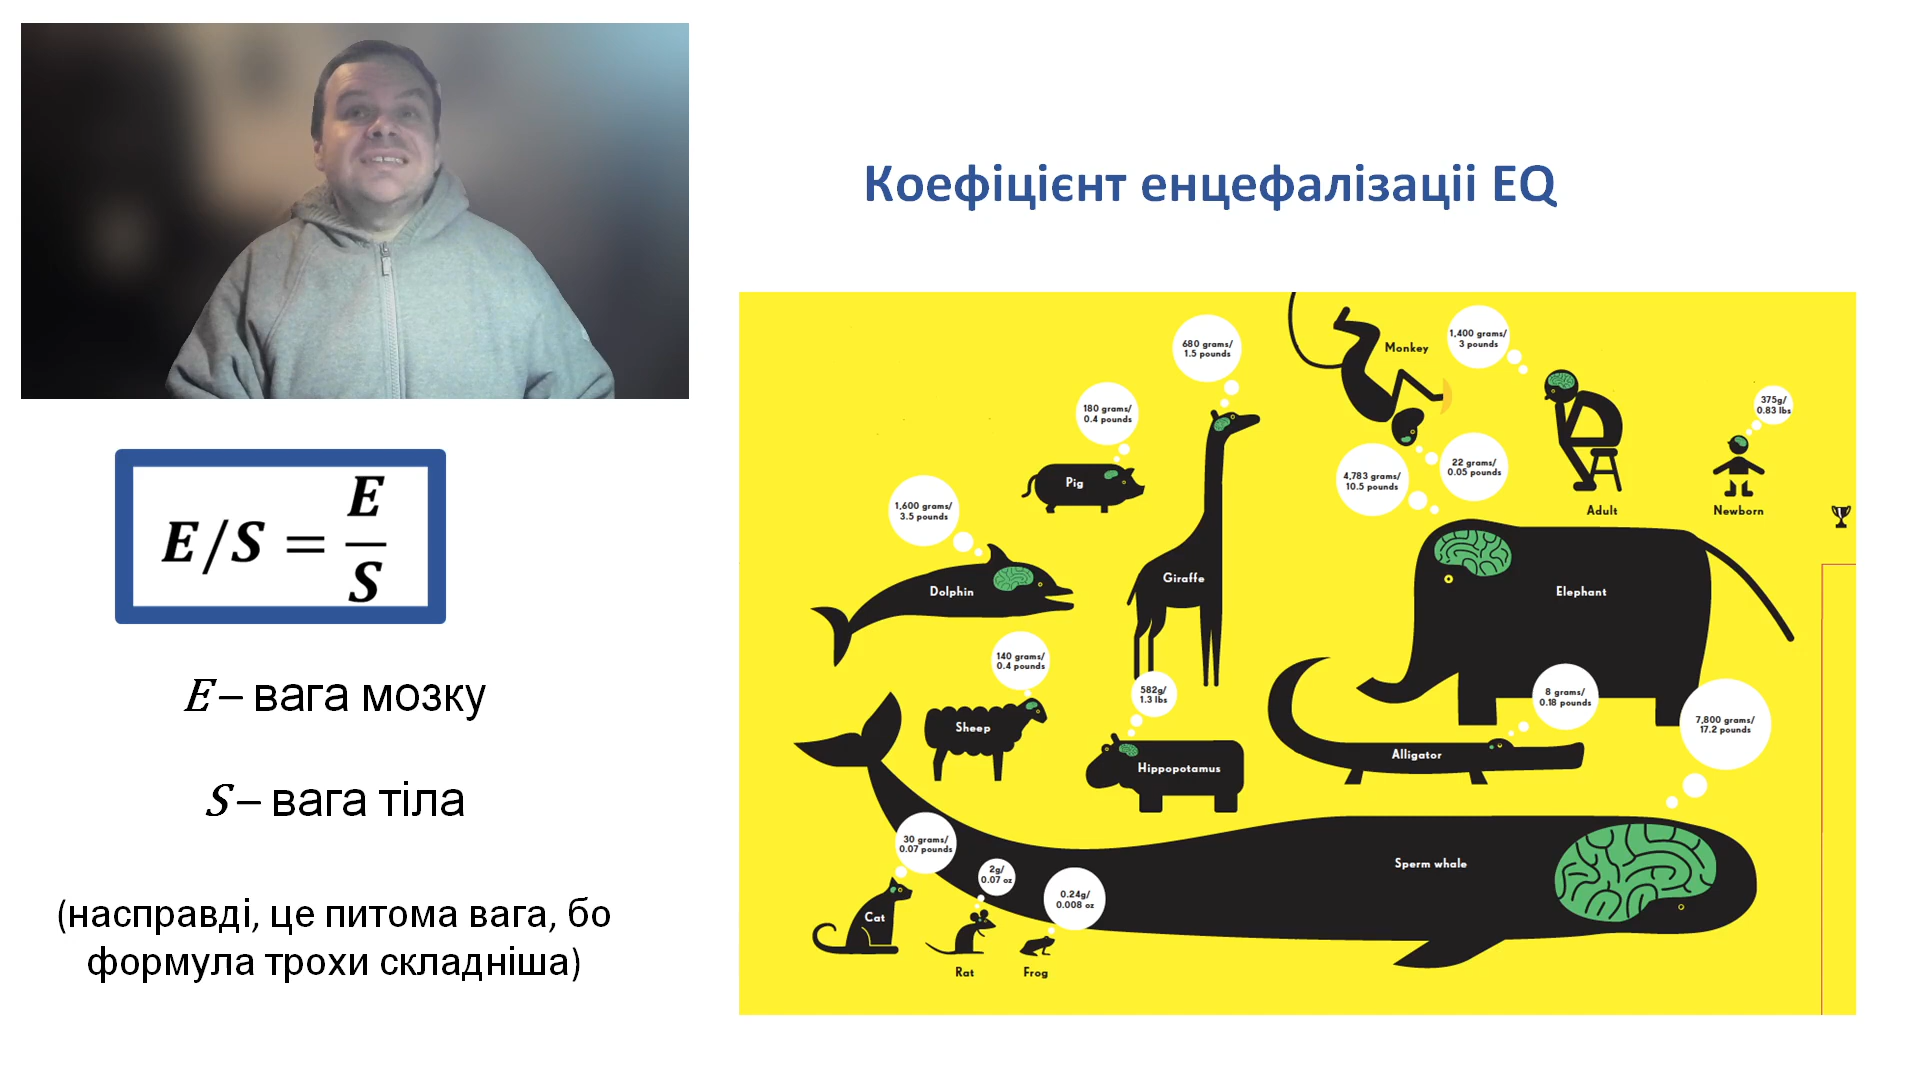 Коефіцієнт енцефалізаціі EQ
E/S = E
S
E – вага мозку
S – вага тіла
(насправді, це питома вага, бо
формула трохи складніша)
680 grams/
1.5 pounds
Monkey
1,400 grams/
3 pounds
180 grams/
0.4 pounds
375g/
0.83 lbs
Pig
4,783 grams/
10.5 pounds
22 grams/
0.05 pounds
Adult
Newborn
1,600 grams/
3.5 pounds
Dolphin
Giraffe
Elephant
140 grams/
0.4 pounds
582g/
1.3 lbs
8 grams/
0.18 pounds
7,800 grams/
17.2 pounds
Sheep
Hippopotamus
Alligator
30 grams/
0.07 pounds
2g/
0.07 oz
0.24g/
0.008 oz
Sperm whale
Cat
Rat
Frog